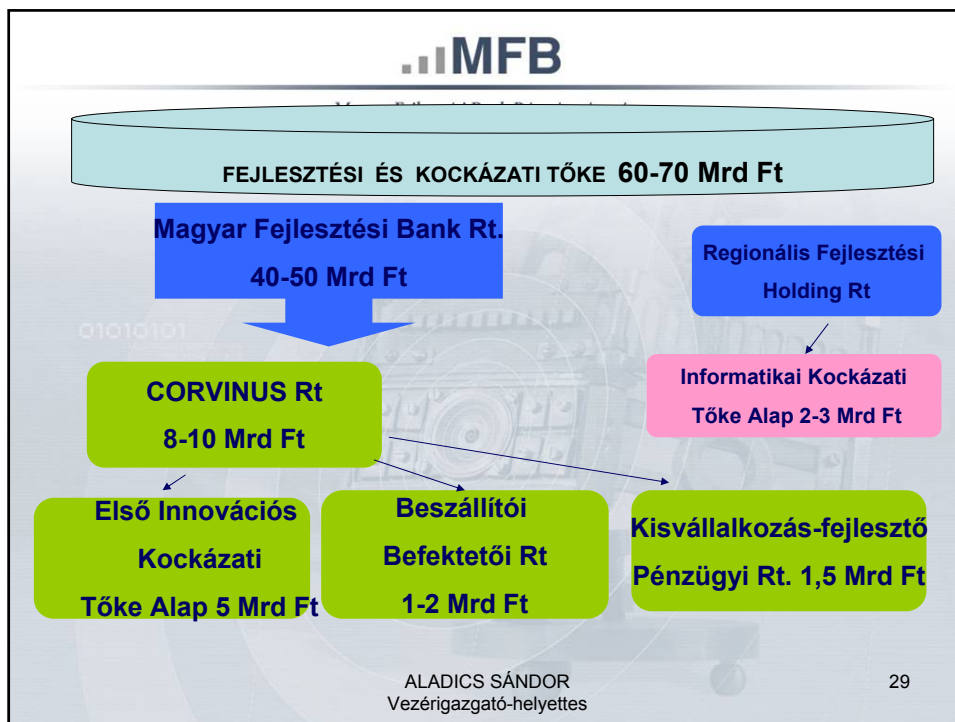 MFB
FEJLESZTÉSI ÉS KOCKÁZATI TŐKE 60-70 Mrd Ft
Magyar Fejlesztési Bank Rt.
40-50 Mrd Ft
Regionális Fejlesztési
Holding Rt
01010101
CORVINUS Rt
8-10 Mrd Ft
Informatikai Kockázati
Tőke Alap 2-3 Mrd Ft
Első Innovációs
Kockázati
Tőke Alap 5 Mrd Ft
Beszállítói
Befektetői Rt
1-2 Mrd Ft
Kisvállalkozás-fejlesztő
Pénzügyi Rt. 1,5 Mrd Ft
ALADICS SÁNDOR
Vezérigazgató-helyettes
29